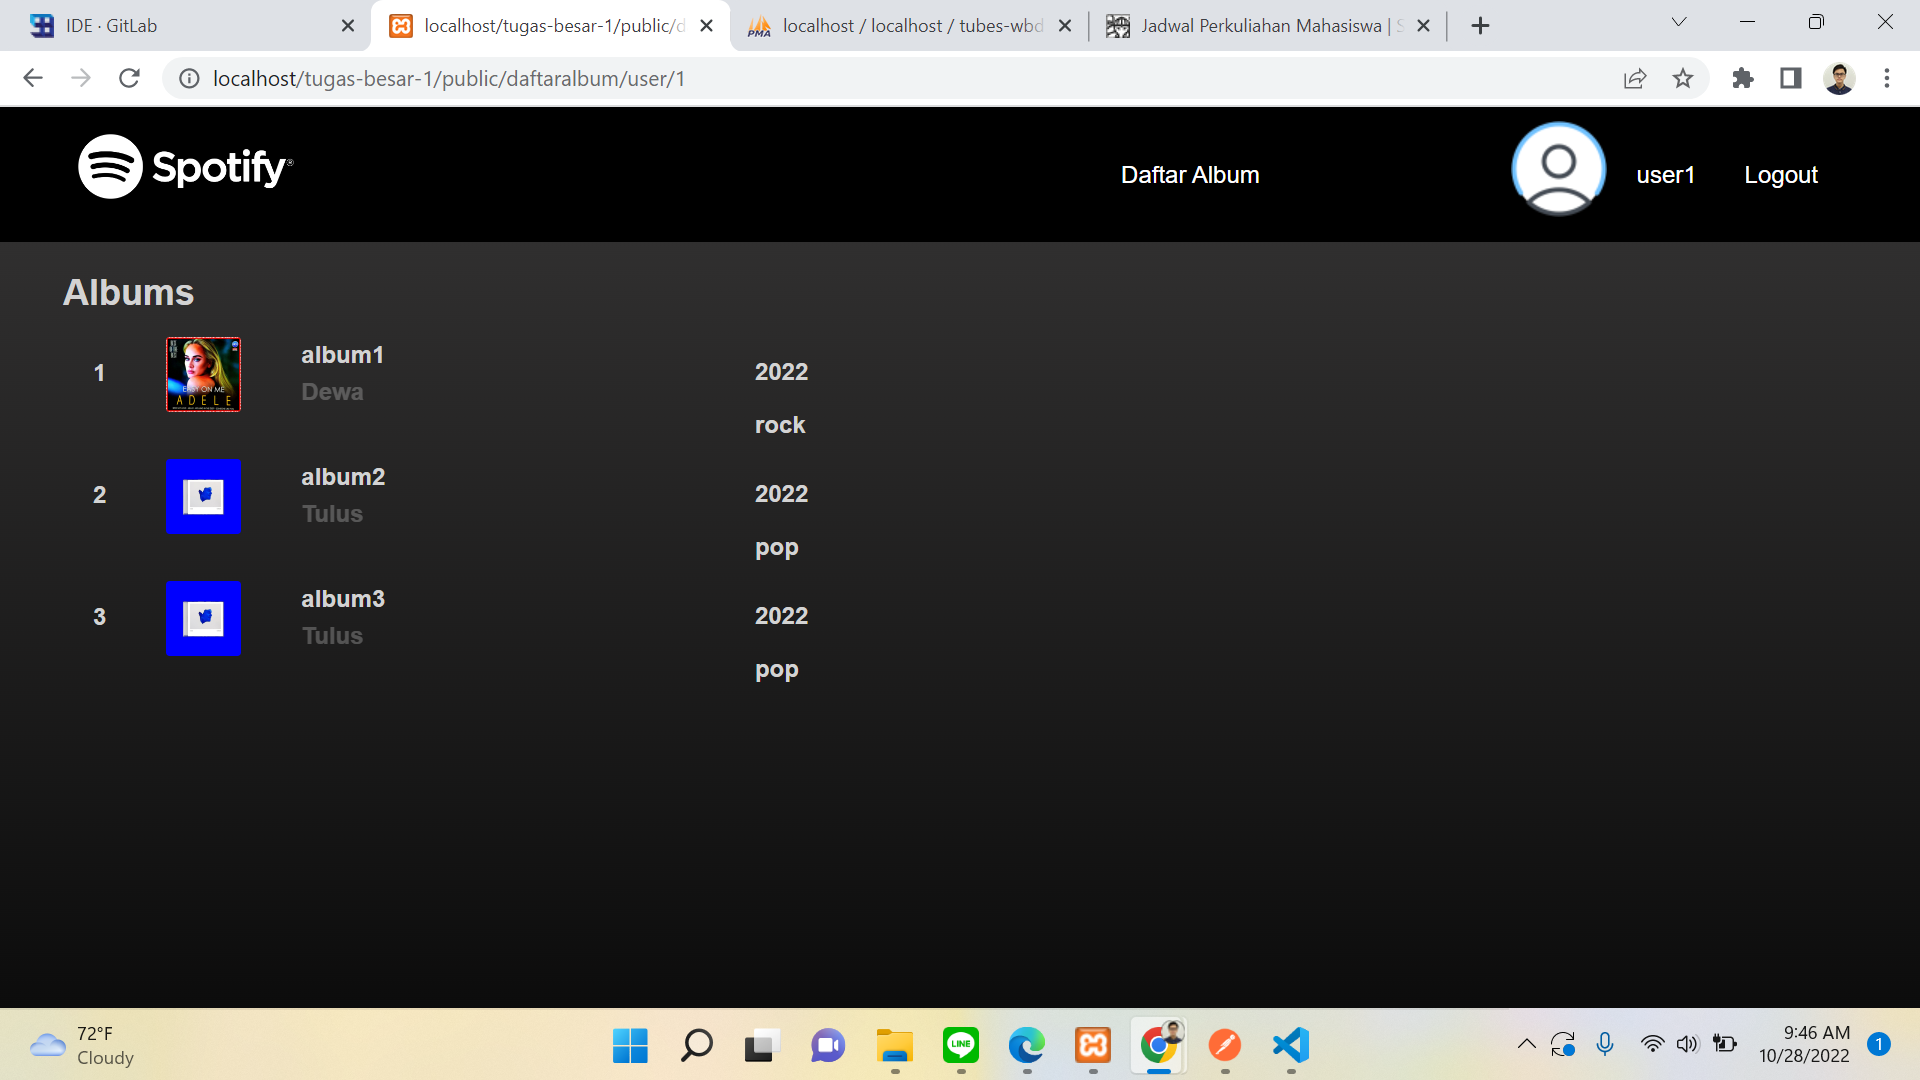 IDE · GitLab
localhost/tugas-besar-1/public/d
localhost / localhost / tubes-wbd
Jadwal Perkuliahan Mahasiswa | S
localhost/tugas-besar-1/public/daftaralbum/user/1
Spotify®
Daftar Album
user1
Logout
Albums
1
album1
Dewa
2022
rock
EASY ON ME
ADELE
2
album2
Tulus
2022
pop
3
album3
Tulus
2022
pop
72°F
Cloudy
LINE
9:46 AM
10/28/2022
1
PMA